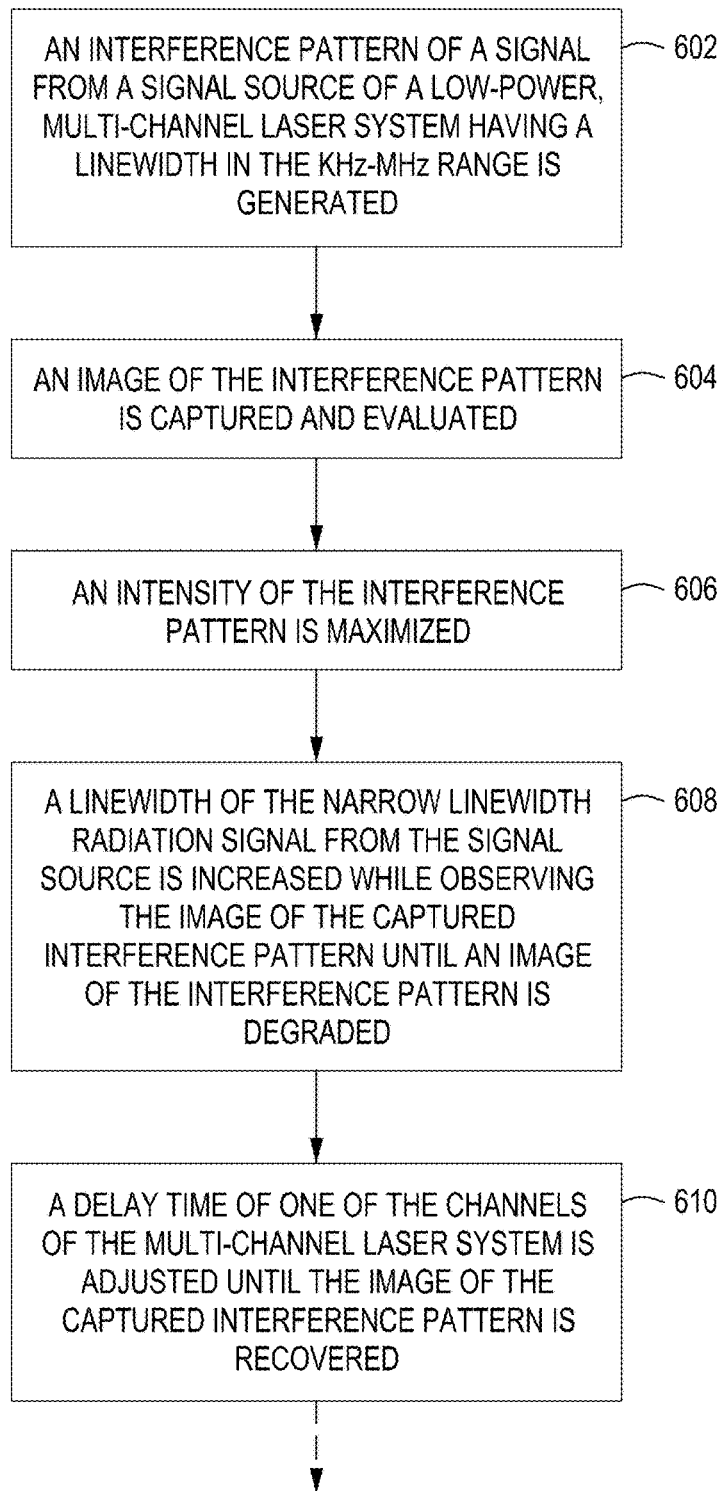 AN INTERFERENCE PATTERN OF A SIGNAL
FROM A SIGNAL SOURCE OF A LOW-POWER,
MULTI-CHANNEL LASER SYSTEM HAVING A
LINEWIDTH IN THE KHz-MHz RANGE IS
GENERATED
602
AN IMAGE OF THE INTERFERENCE PATTERN
IS CAPTURED AND EVALUATED
604
AN INTENSITY OF THE INTERFERENCE
PATTERN IS MAXIMIZED
606
A LINEWIDTH OF THE NARROW LINEWIDTH
RADIATION SIGNAL FROM THE SIGNAL
SOURCE IS INCREASED WHILE OBSERVING
THE IMAGE OF THE CAPTURED
INTERFERENCE PATTERN UNTIL AN IMAGE
OF THE INTERFERENCE PATTERN IS
DEGRADED
608
A DELAY TIME OF ONE OF THE CHANNELS
OF THE MULTI-CHANNEL LASER SYSTEM IS
ADJUSTED UNTIL THE IMAGE OF THE
CAPTURED INTERFERENCE PATTERN IS
RECOVERED
610